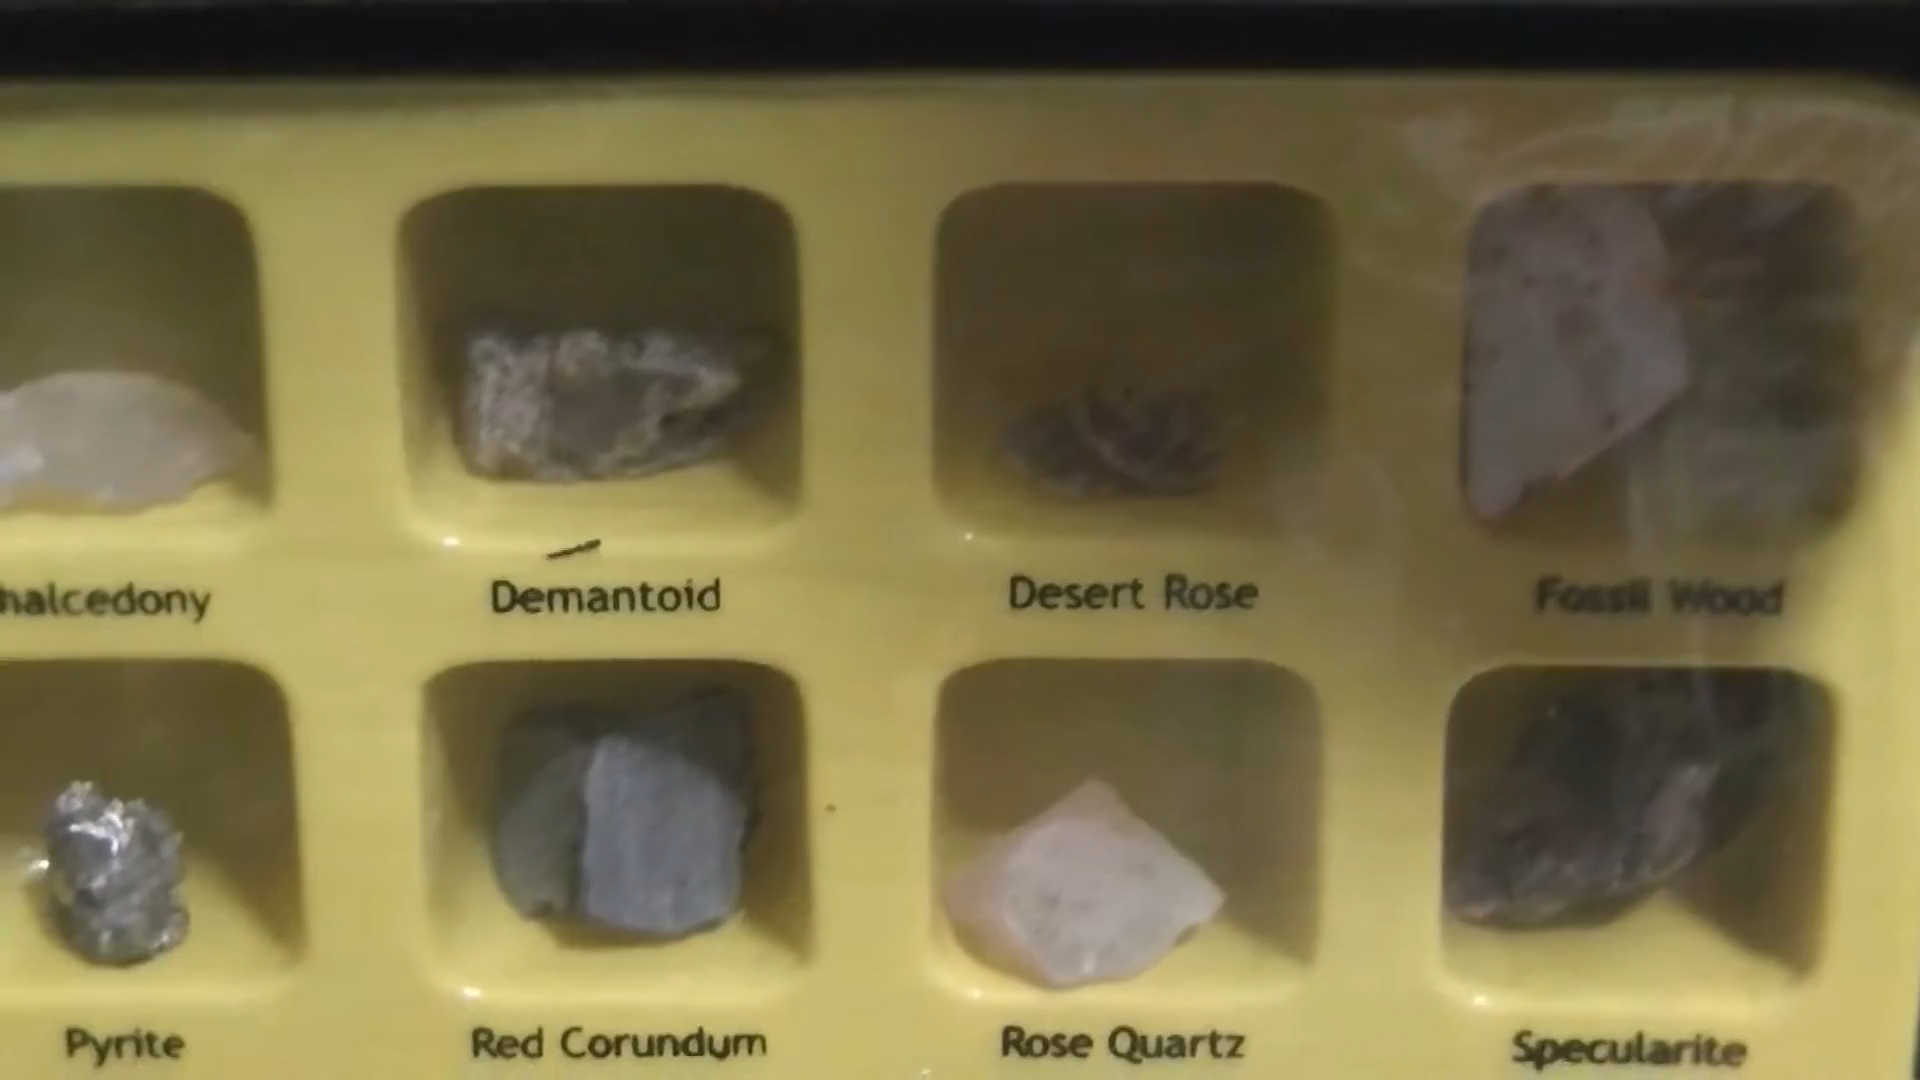 halcedony Demantoid Desert Rose Fossil Wood
Pyrite Red Corundum Rose Quartz Specularite